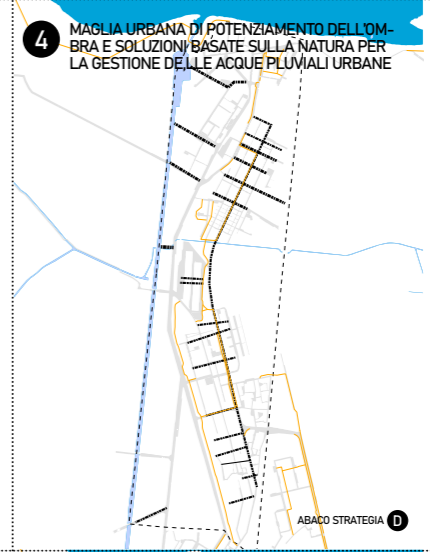 4
MAGLIA URBANA DI POTENZIAMENTO DELL'OM-
BRA E SOLUZIONI BASATE SULLA NATURA PER
LA GESTIONE DELLE ACQUE PLUVIALI URBANE
ABACO STRATEGIA D